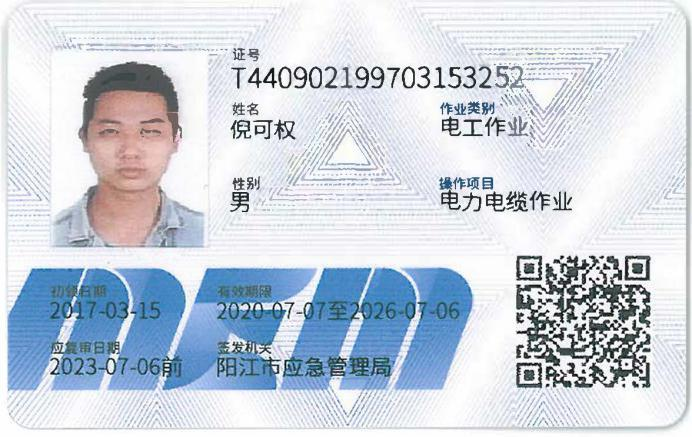 证号
T440902199703153252
姓名
倪可权
作业类别
电工作业
性别
男
操作项目
电力电缆作业
初领日期
2017-03-15
有效期限
2020-07-07至2026-07-06
应复审日期
2023-07-06前
签发机关
阳江市应急管理局